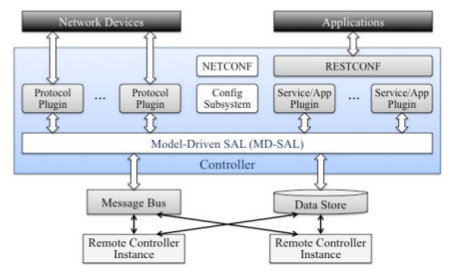 Network Devices
Applications
NETCONF
RESTCONF
Protocol
Plugin
...
Protocol
Plugin
Config
Subsystem
Service/App
Plugin
...
Service/App
Plugin
Model-Driven SAL (MD-SAL)
Controller
Message Bus
Data Store
Remote Controller
Instance
Remote Controller
Instance